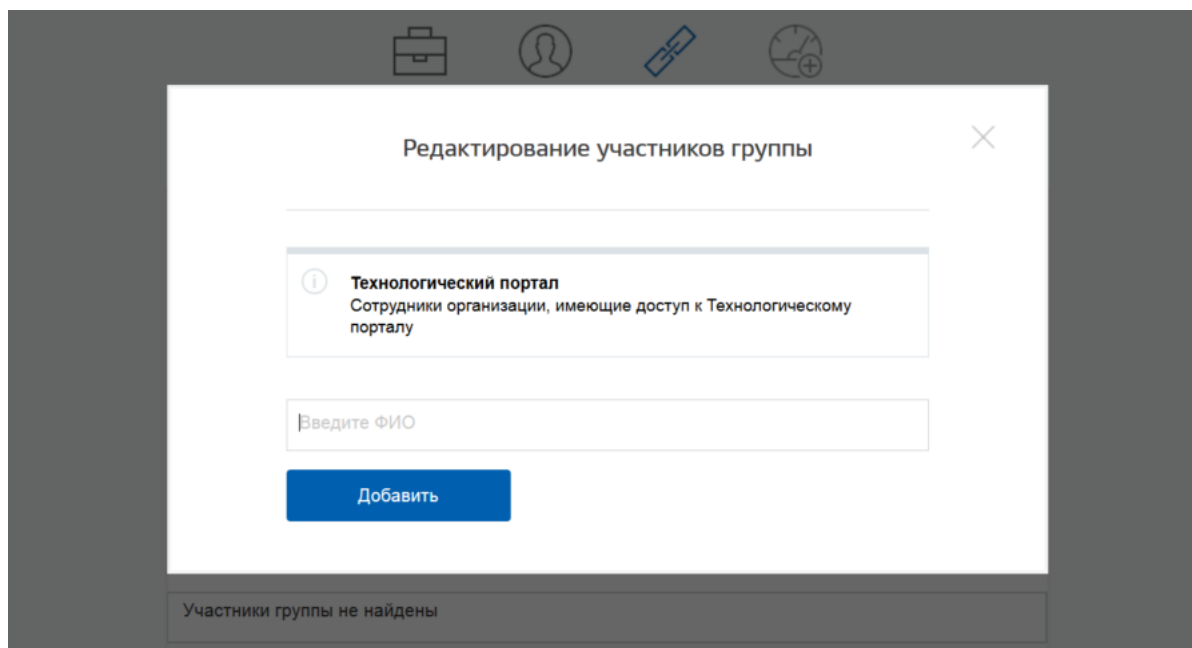 Редактирование участников группы
Технологический портал
Сотрудники организации, имеющие доступ к Технологическому
порталу
Введите ФИО
Добавить
Участники группы не найдены